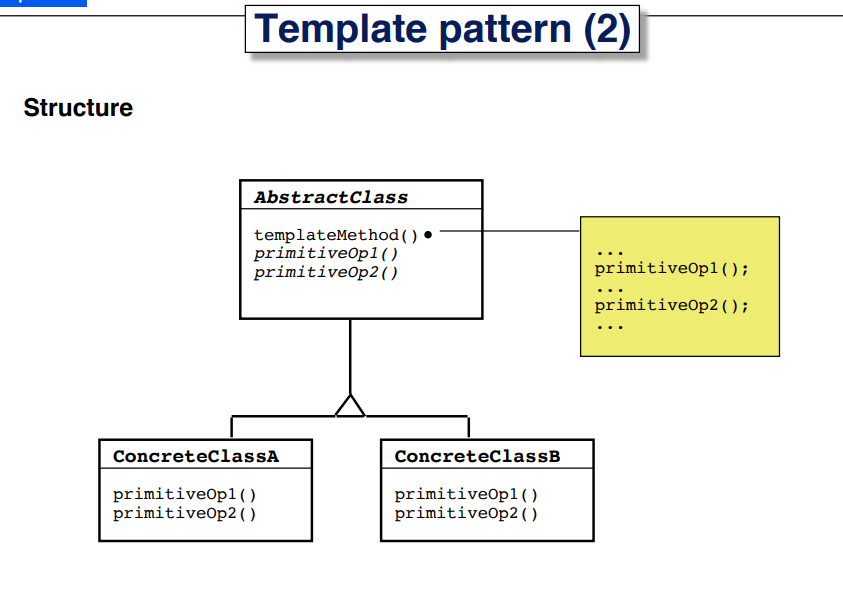 Template pattern (2)
Structure
AbstractClass
templateMethod()
primitiveOp1()
primitiveOp2()
...
primitiveOp1();
...
primitiveOp2();
...
ConcreteClassA
primitiveOp1()
primitiveOp2()
ConcreteClassB
primitiveOp1()
primitiveOp2()